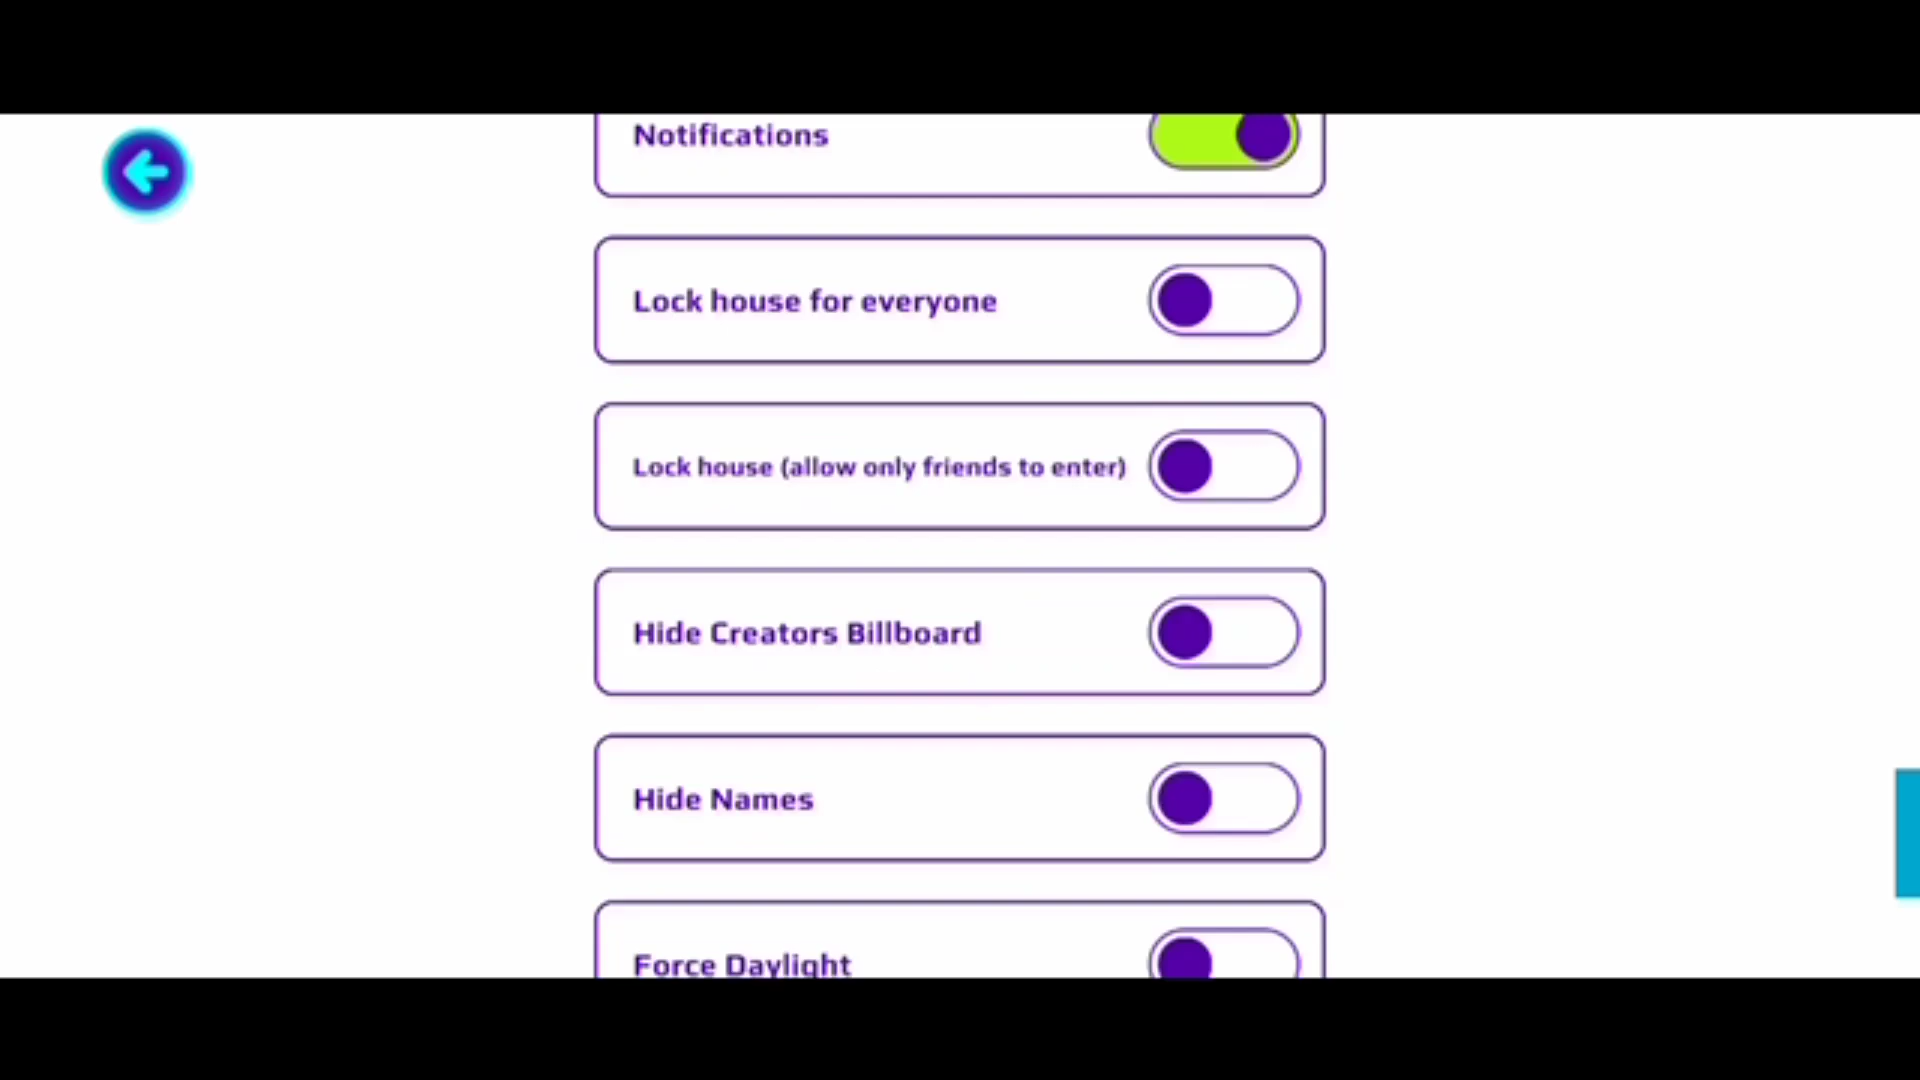 Notifications
Lock house for everyone
Lock house (allow only friends to enter)
Hide Creators Billboard
Hide Names
Force Daylight